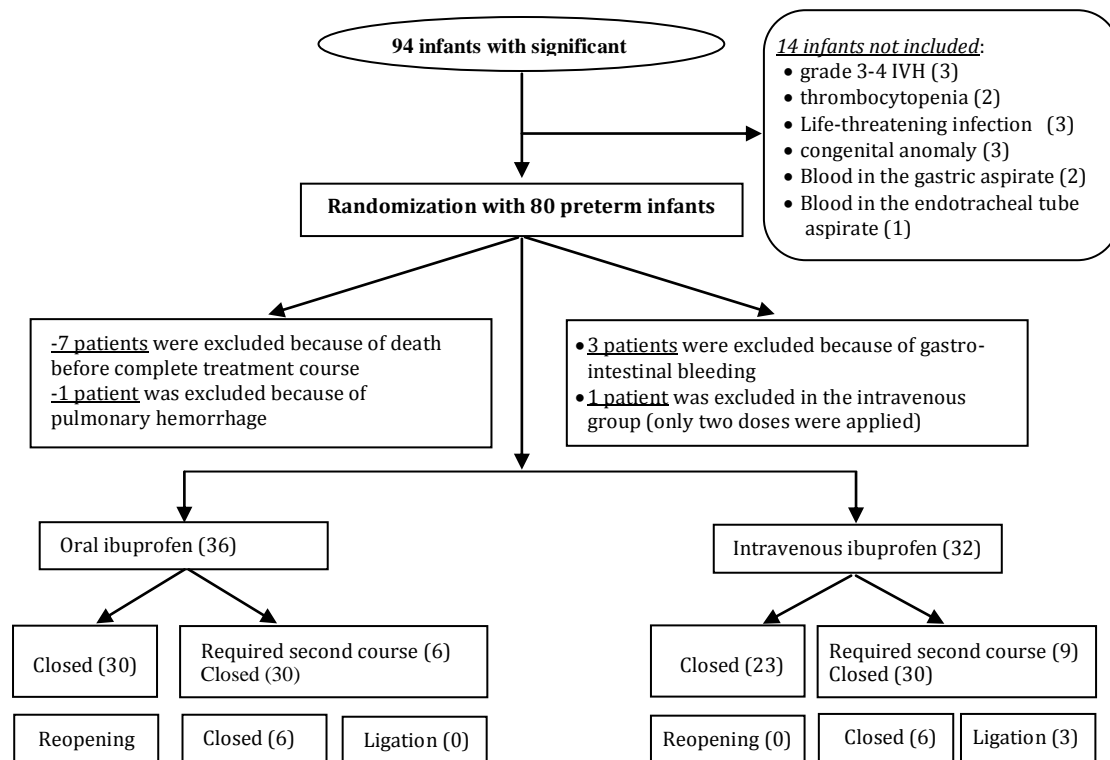 94 infants with significant
14 infants not included:
• grade 3-4 IVH (3)
• thrombocytopenia (2)
• Life-threatening infection (3)
• congenital anomaly (3)
• Blood in the gastric aspirate (2)
• Blood in the endotracheal tube
aspirate (1)
Randomization with 80 preterm infants
-7 patients were excluded because of death
before complete treatment course
-1 patient was excluded because of
pulmonary hemorrhage
• 3 patients were excluded because of gastro-
intestinal bleeding
• 1 patient was excluded in the intravenous
group (only two doses were applied)
Oral ibuprofen (36)
Intravenous ibuprofen (32)
Closed (30)
Required second course (6)
Closed (30)
Closed (23)
Required second course (9)
Closed (30)
Reopening
Closed (6)
Ligation (0)
Reopening (0)
Closed (6)
Ligation (3)